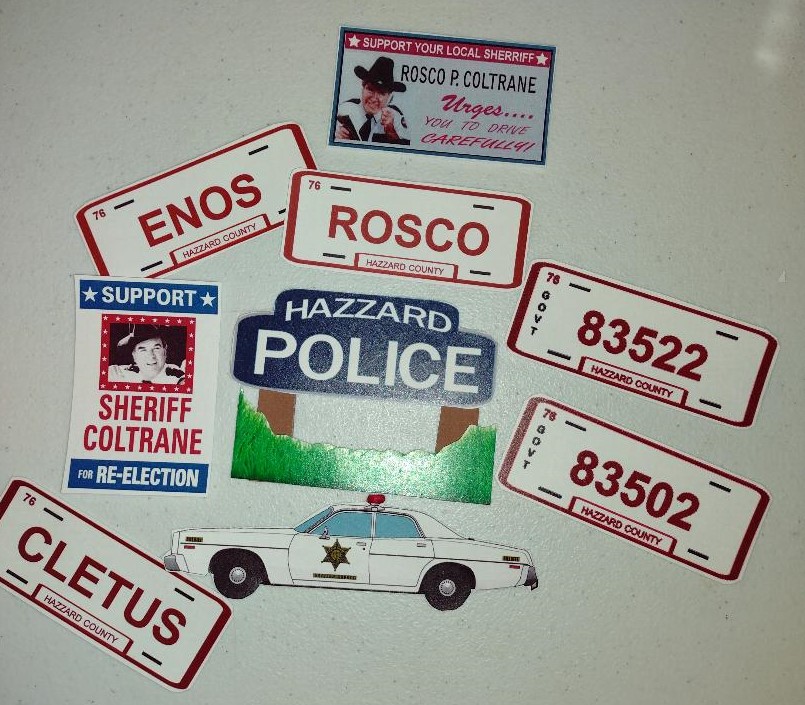 ★ SUPPORT YOUR LOCAL SHERRIFF ★
ROSCO P. COLTRANE
Urges....
YOU TO DRIVE
CAREFULLY!
76
ENOS
HAZZARD COUNTY
76
ROSCO
HAZZARD COUNTY
76
GOVT
83522
HAZZARD COUNTY
★ SUPPORT ★
SHERIFF
COLTRANE
FOR RE-ELECTION
HAZZARD
POLICE
76
GOVT
83502
HAZZARD COUNTY
76
CLETUS
HAZZARD COUNTY